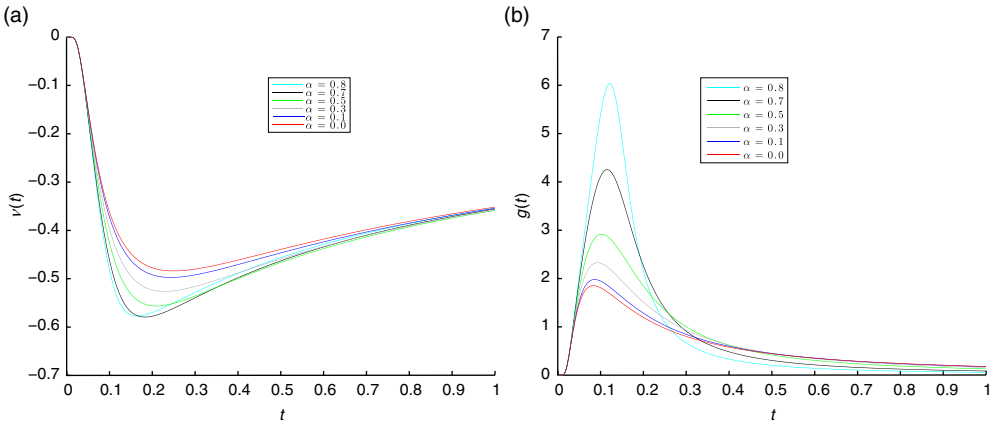 (a)
0
−0.1
−0.2
−0.3
−0.4
−0.5
−0.6
−0.7
ν(t)
α = 0.8
α = 0.7
α = 0.5
α = 0.3
α = 0.1
α = 0.0
0 0.1 0.2 0.3 0.4 0.5 0.6 0.7 0.8 0.9 1
t
(b)
7
6
5
4
3
2
1
0
g(t)
α = 0.8
α = 0.7
α = 0.5
α = 0.3
α = 0.1
α = 0.0
0 0.1 0.2 0.3 0.4 0.5 0.6 0.7 0.8 0.9 1
t